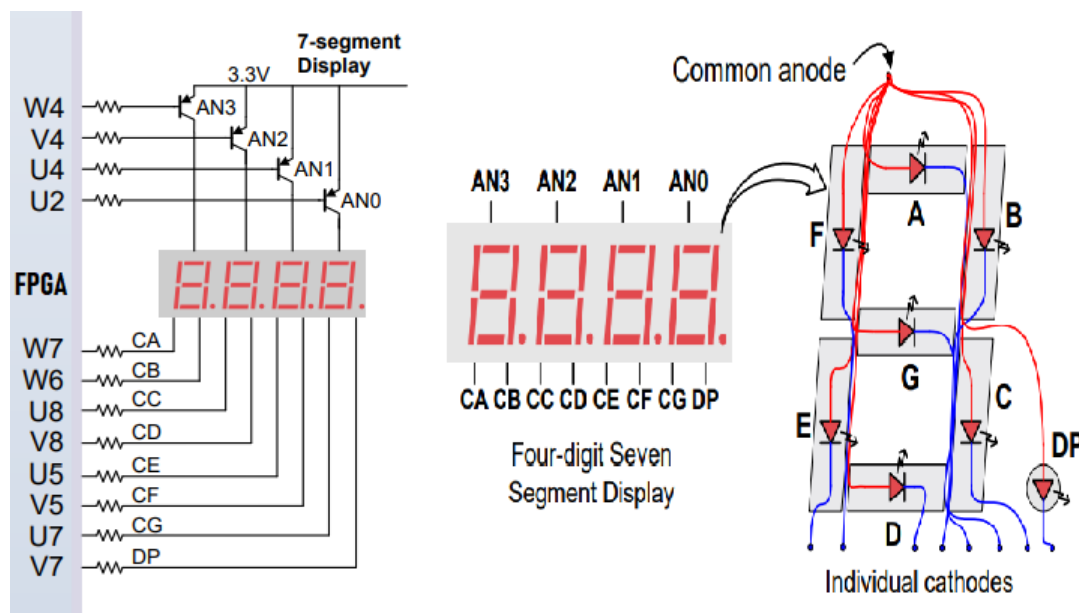 7-segment
Display
3.3V
W4
AN3
V4
AN2
U4
AN1
U2
AN0
FPGA
W7
CA
W6
CB
U8
CC
V8
CD
U5
CE
V5
CF
U7
CG
V7
DP
AN3 AN2 AN1 AN0
CA CB CC CD CE CF CG DP
Four-digit Seven
Segment Display
Common anode
A
F
B
G
E
C
DP
D
Individual cathodes